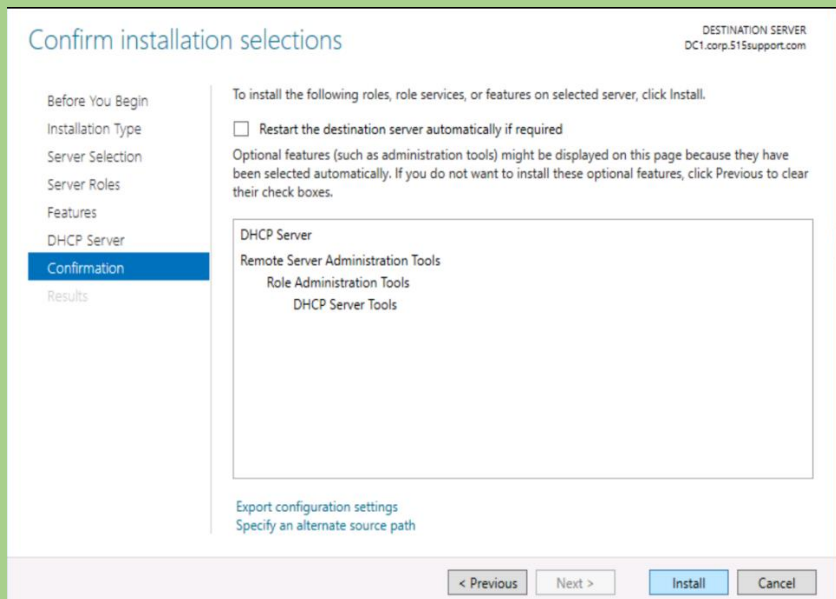 Confirm installation selections
DESTINATION SERVER
DC1.corp.515support.com
Before You Begin
Installation Type
Server Selection
Server Roles
Features
DHCP Server
Confirmation
Results
To install the following roles, role services, or features on selected server, click Install.
Restart the destination server automatically if required
Optional features (such as administration tools) might be displayed on this page because they have
been selected automatically. If you do not want to install these optional features, click Previous to clear
their check boxes.
DHCP Server
Remote Server Administration Tools
Role Administration Tools
DHCP Server Tools
Export configuration settings
Specify an alternate source path
< Previous
Next >
Install
Cancel